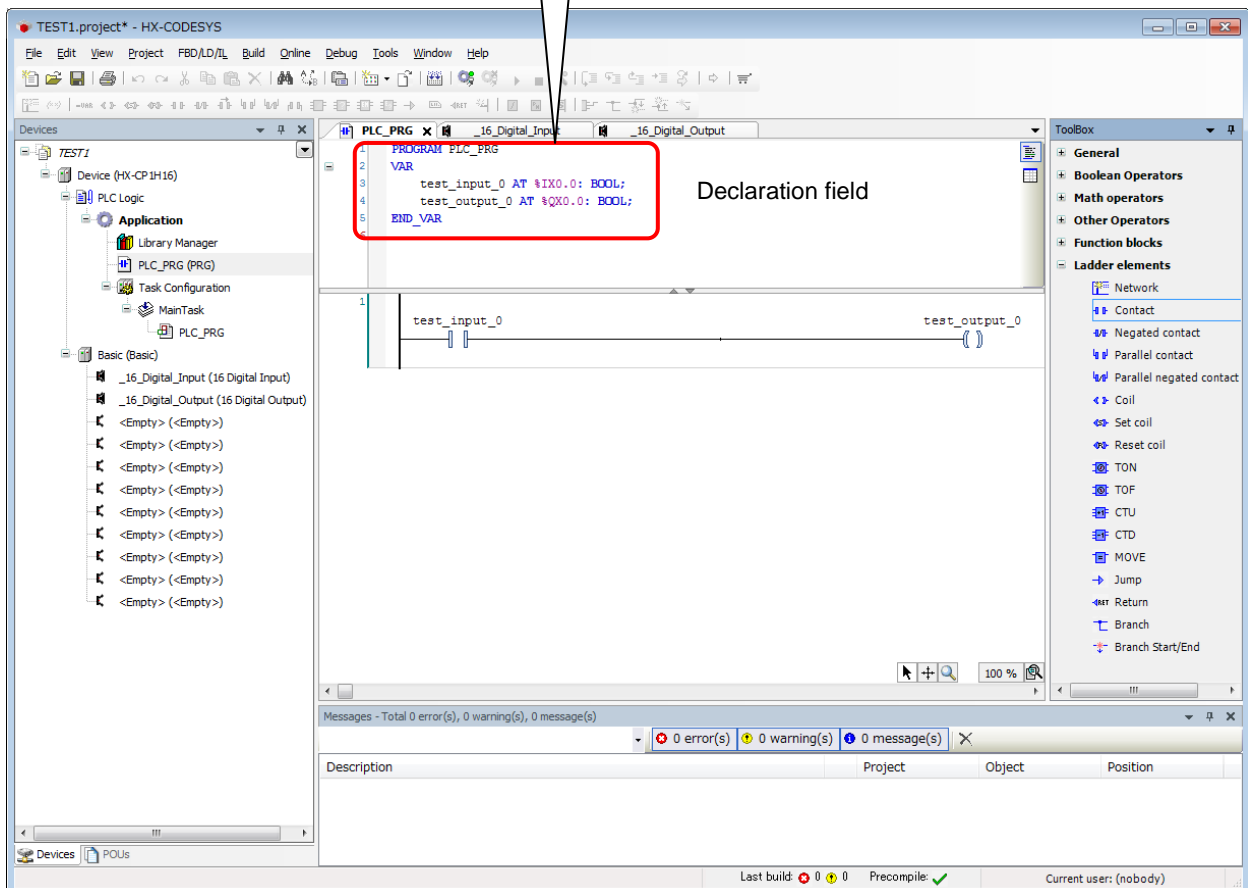 TEST1.project* - HX-CODESYS
File Edit View Project FBD/LD/IL Build Online Debug Tools Window Help
Devices
TEST1
Device (HX-CP1H16)
PLC Logic
Application
Library Manager
PLC_PRG (PRG)
Task Configuration
MainTask
PLC_PRG
Basic (Basic)
_16_Digital_Input (16 Digital Input)
_16_Digital_Output (16 Digital Output)
<Empty> (<Empty>)
<Empty> (<Empty>)
<Empty> (<Empty>)
<Empty> (<Empty>)
<Empty> (<Empty>)
<Empty> (<Empty>)
<Empty> (<Empty>)
<Empty> (<Empty>)
<Empty> (<Empty>)
Devices POUs
PLC_PRG _16_Digital_Input _16_Digital_Output
1 PROGRAM PLC_PRG
2 VAR
3 test_input_0 AT %IX0.0: BOOL;
4 test_output_0 AT %QX0.0: BOOL;
5 END_VAR
6
Declaration field
1
test_input_0 test_output_0
100 %
ToolBox
General
Boolean Operators
Math operators
Other Operators
Function blocks
Ladder elements
Network
Contact
Negated contact
Parallel contact
Parallel negated contact
Coil
Set coil
Reset coil
TON
TOF
CTU
CTD
MOVE
Jump
Return
Branch
Branch Start/End
Messages - Total 0 error(s), 0 warning(s), 0 message(s)
0 error(s) 0 warning(s) 0 message(s)
Description Project Object Position
Last build: 0 0 Precompile: Current user: (nobody)